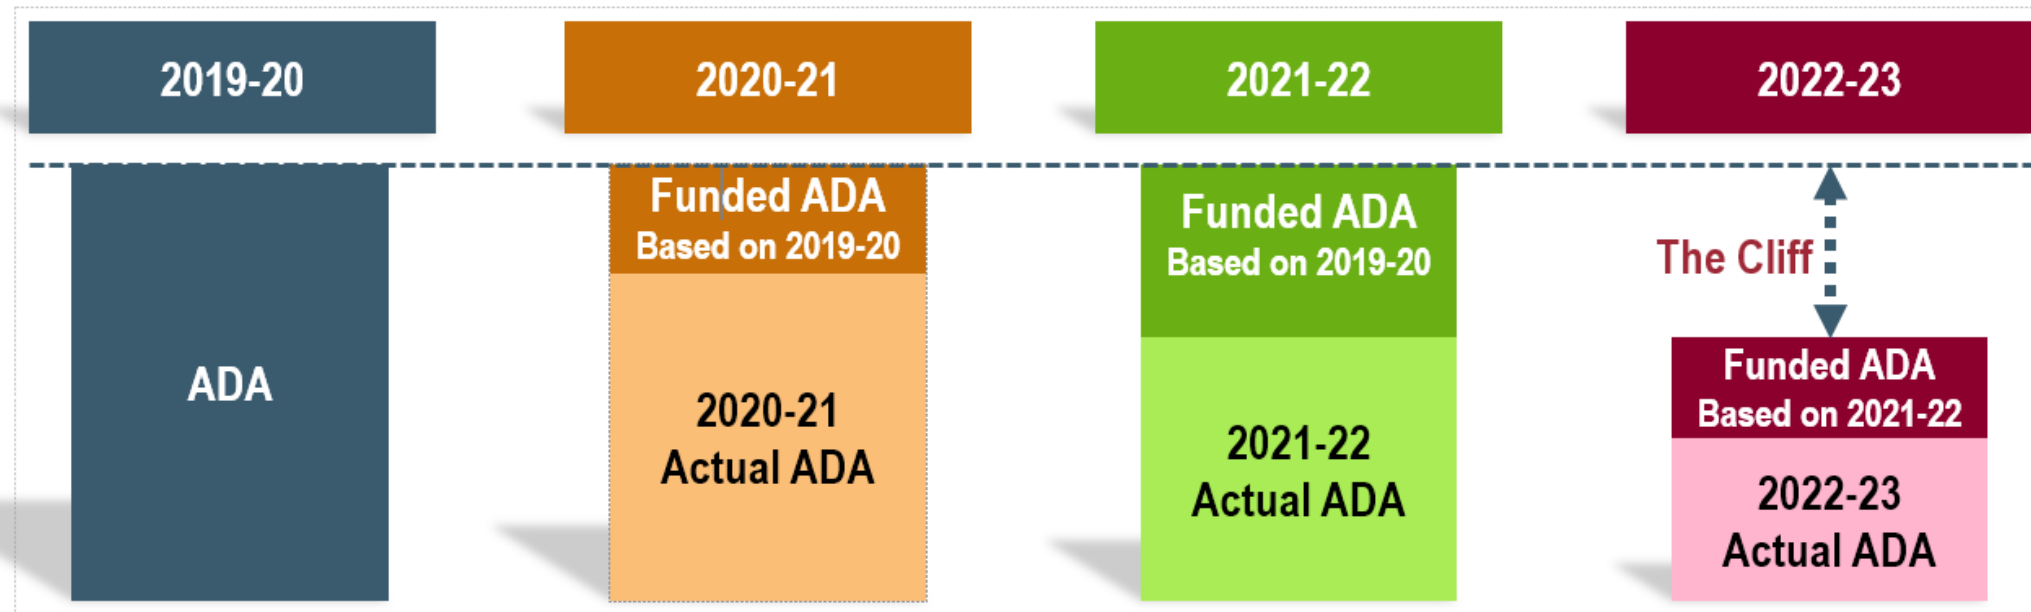 2019-20
2020-21
2021-22
2022-23
ADA
Funded ADA
Based on 2019-20
2020-21
Actual ADA
Funded ADA
Based on 2019-20
2021-22
Actual ADA
The Cliff
Funded ADA
Based on 2021-22
2022-23
Actual ADA